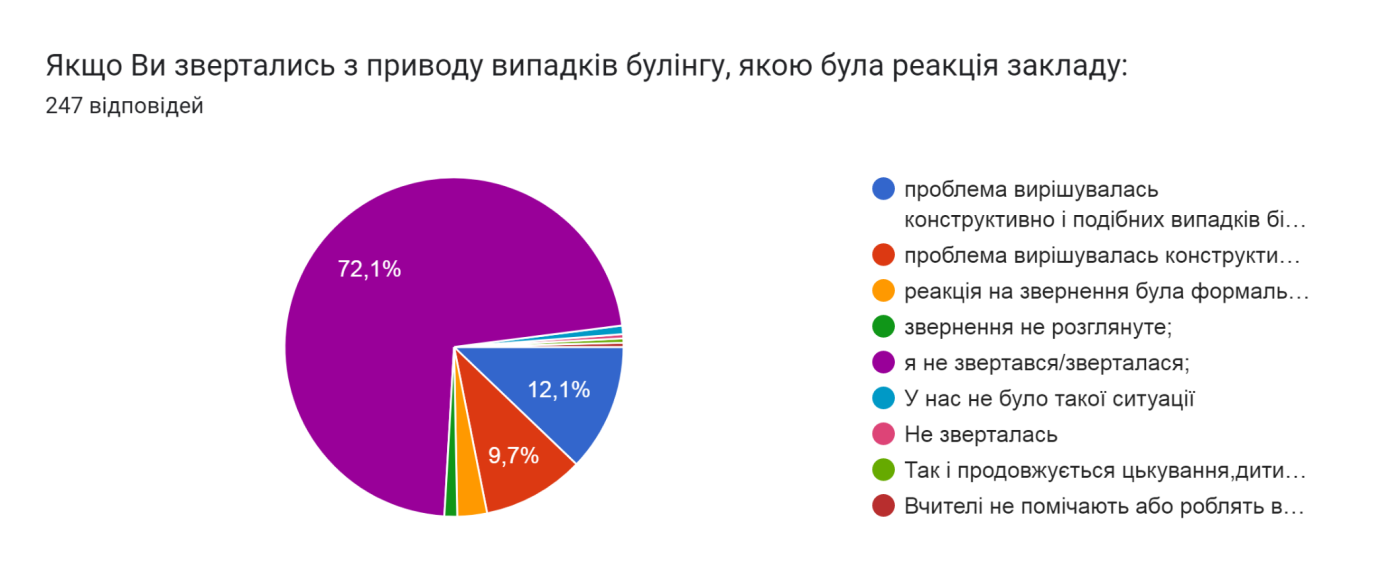 Якщо Ви звертались з приводу випадків булінгу, якою була реакція закладу:
247 відповідей
72,1%
12,1%
9,7%
проблема вирішувалась
конструктивно і подібних випадків бі…
проблема вирішувалась конструкти…
реакція на звернення була формаль…
звернення не розглянуте;
я не звертався/зверталася;
У нас не було такої ситуації
Не зверталась
Так і продовжується цькування,дити…
Вчителі не помічають або роблять в…